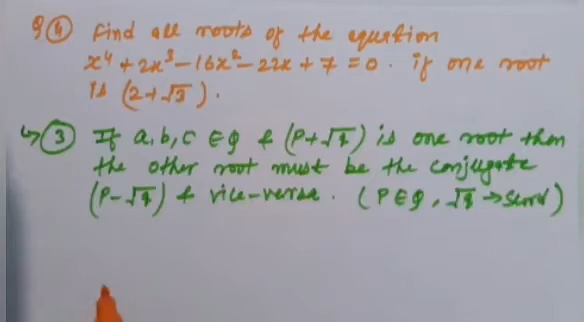 Q④ Find all roots of the equation
x⁴ + 2x³ - 16x² - 22x + 7 = 0 . if one root
is (2+√3).
↳③ If a,b,c ∈ Q & (P+√q) is one root then
the other root must be the conjugate
(P-√q) & vice-versa. (P∈Q, √q → Surd)